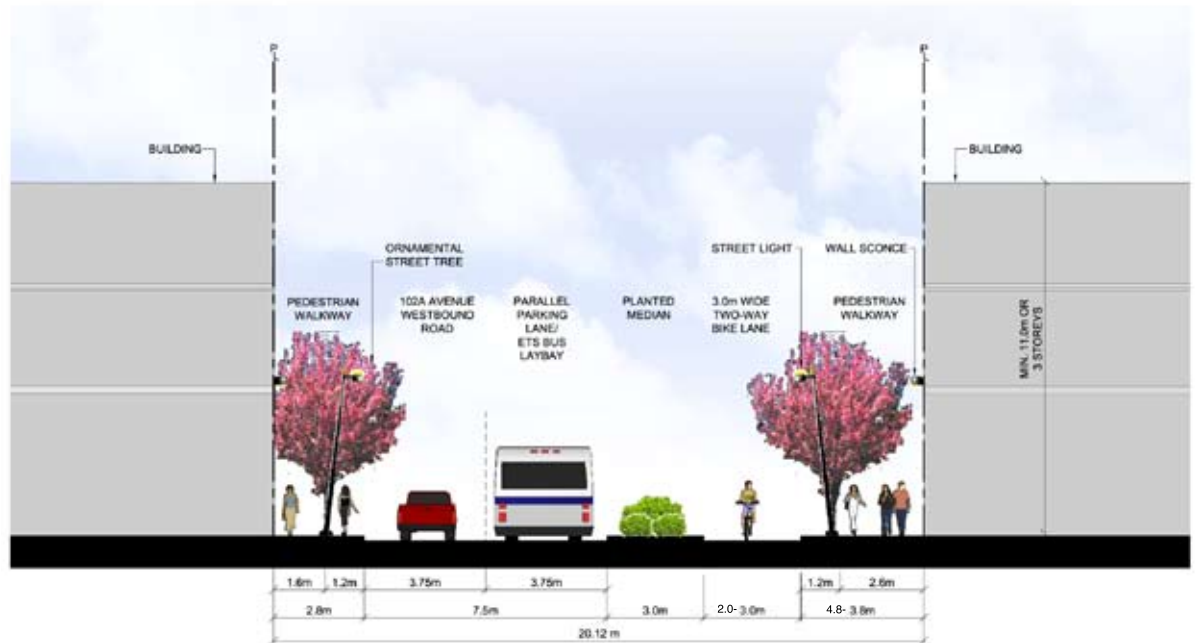 P
P
BUILDING
BUILDING
ORNAMENTAL
STREET TREE
STREET LIGHT
WALL SCONCE
PEDESTRIAN
WALKWAY
102A AVENUE
WESTBOUND
ROAD
PARALLEL
PARKING
LANE/
ETS BUS
LAYBAY
PLANTED
MEDIAN
3.0m WIDE
TWO-WAY
BIKE LANE
PEDESTRIAN
WALKWAY
MIN. 11.0m OR
3 STOREYS
1.6m
1.2m
3.75m
3.75m
1.2m
2.6m
2.8m
7.5m
3.0m
2.0- 3.0m
4.8- 3.8m
20.12 m